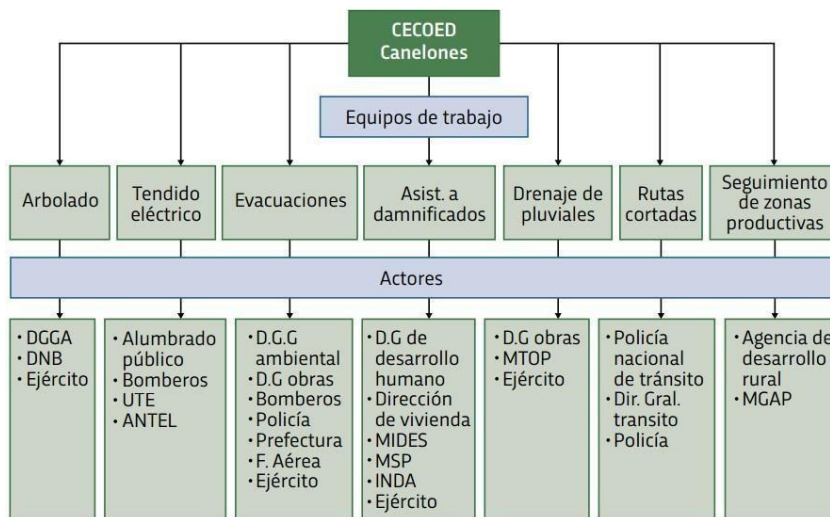 CECOED
Canelones
Equipos de trabajo
Arbolado
Tendido
eléctrico
Evacuaciones
Asist. a
damnificados
Drenaje de
pluviales
Rutas
cortadas
Seguimiento
de zonas
productivas
Actores
• DGGA
• DNB
• Ejército
• Alumbrado
público
• Bomberos
• UTE
• ANTEL
• D.G.G
ambiental
• D.G obras
• Bomberos
• Policía
• Prefectura
• F. Aérea
• Ejército
• D.G de
desarrollo
humano
• Dirección
de vivienda
• MIDES
• MSP
• INDA
• Ejército
• D.G obras
• MTOP
• Ejército
• Policía
nacional
de tránsito
• Dir. Gral.
transito
• Policía
• Agencia de
desarrollo
rural
• MGAP